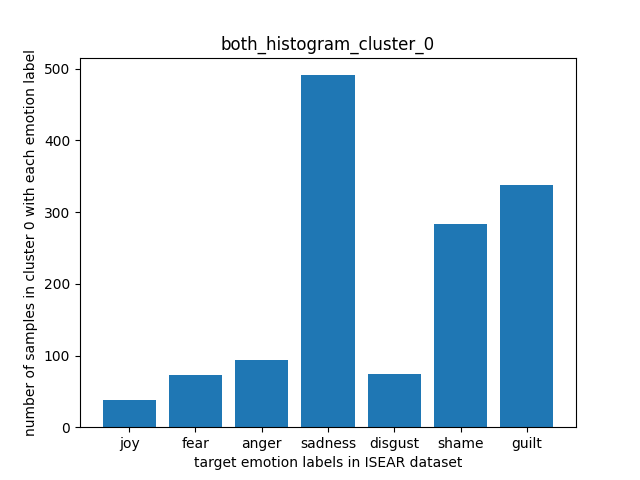 both_histogram_cluster_0
number of samples in cluster 0 with each emotion label
500
400
300
200
100
0
joy fear anger sadness disgust shame guilt
target emotion labels in ISEAR dataset